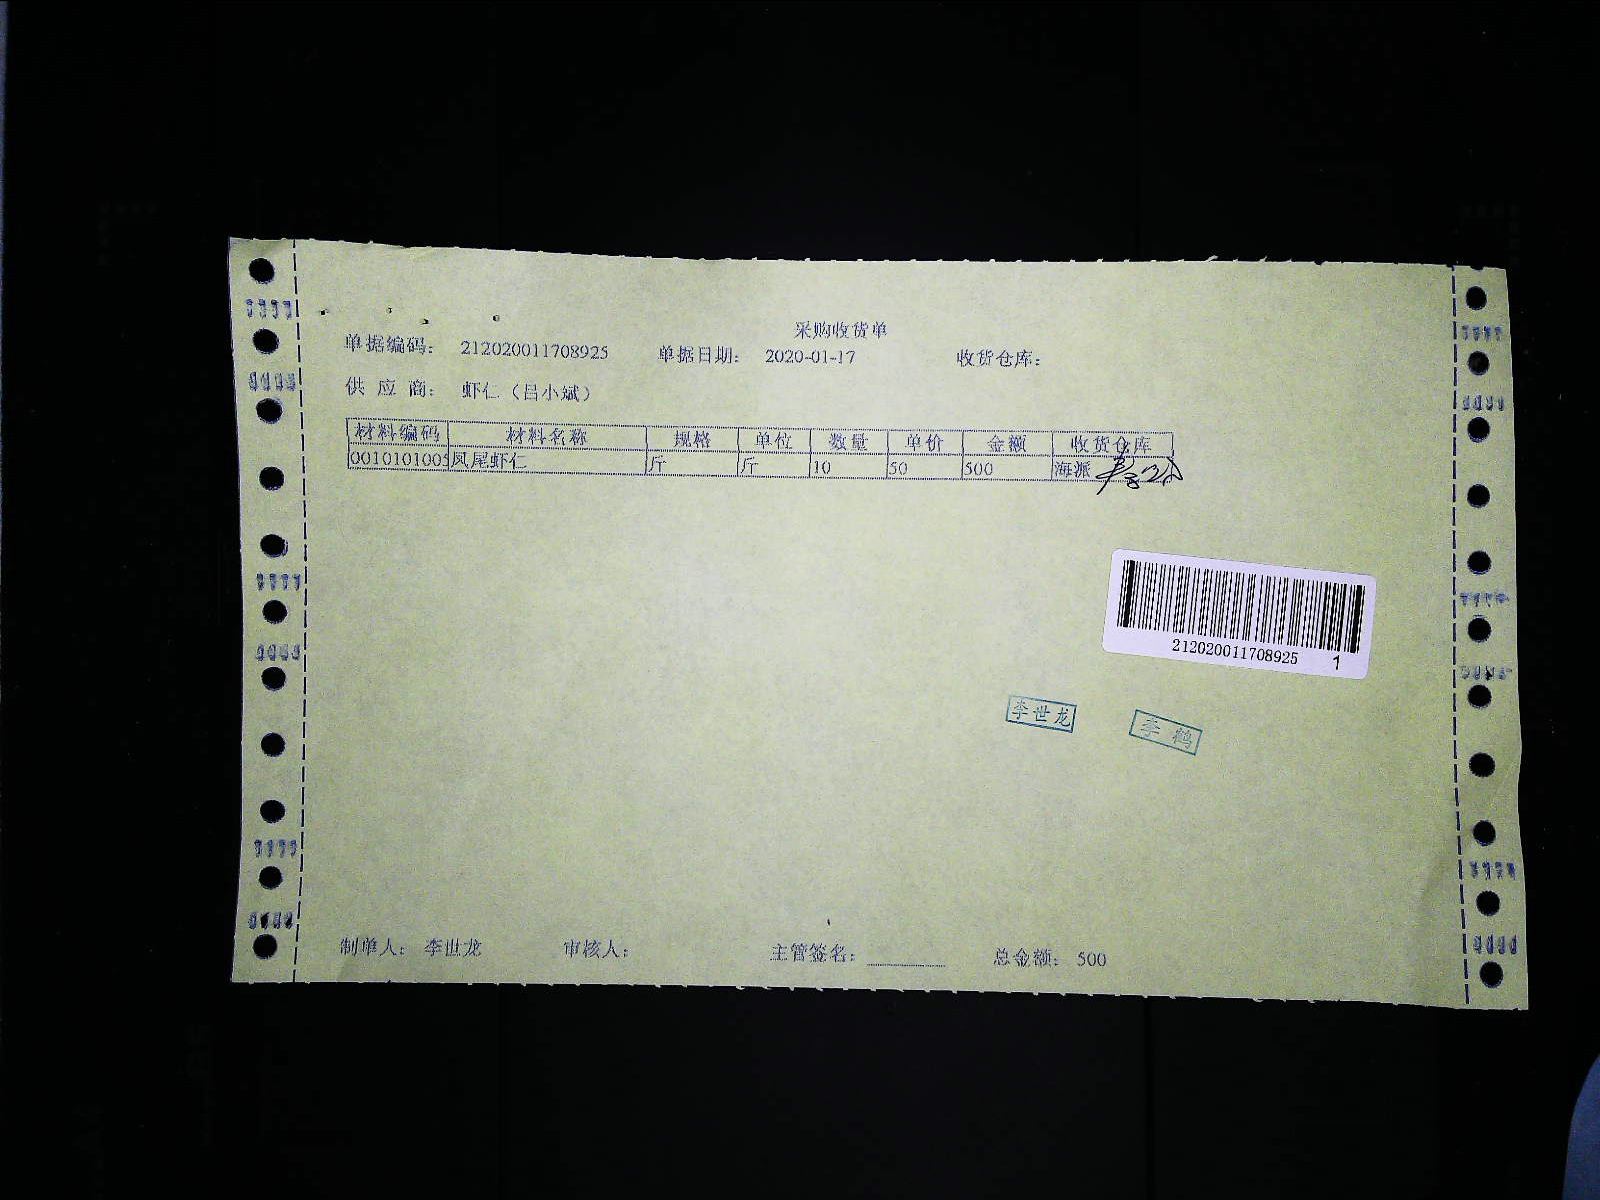 采购收货单
单据编码： 212020011708925 单据日期： 2020-01-17 收货仓库：
供 应 商： 虾仁（吕小斌）
材料编码 材料名称 规格 单位 数量 单价 金额 收货仓库
0010101005 凤尾虾仁 斤 斤 10 50 500 海派
212020011708925 1
李世龙 李鹤
制单人： 李世龙 审核人： 主管签名： 总金额： 500